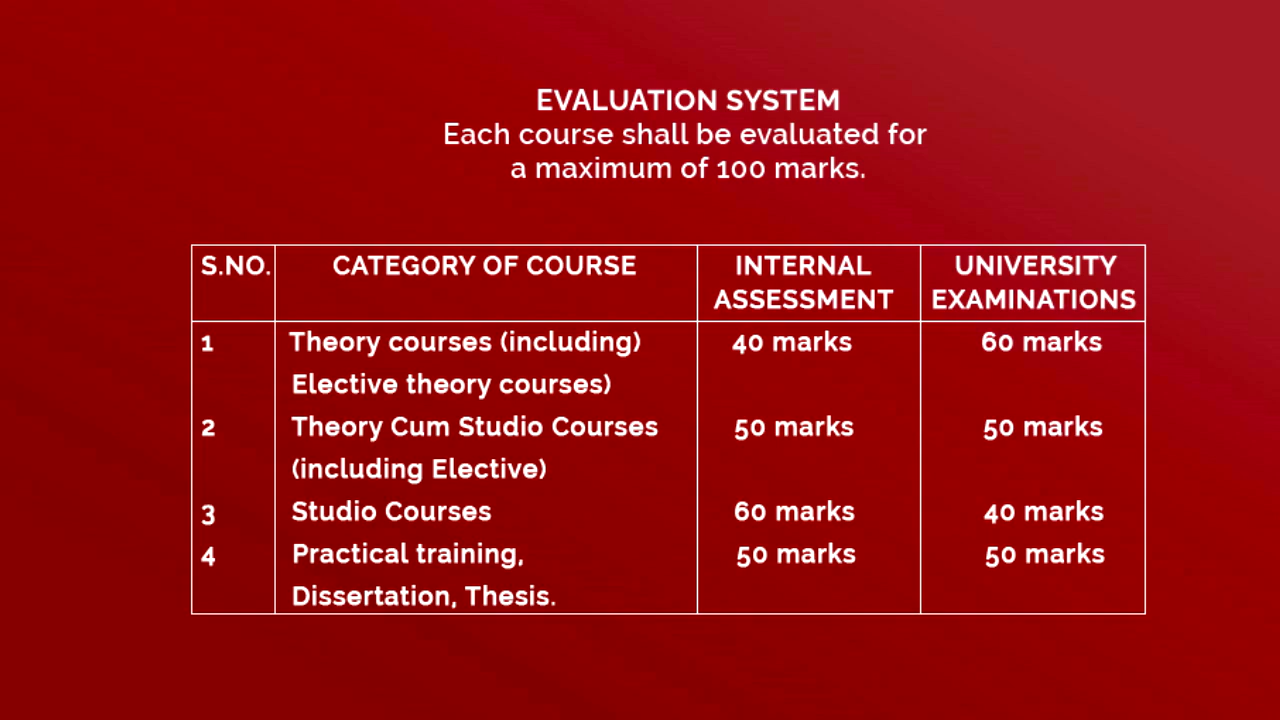 EVALUATION SYSTEM
Each course shall be evaluated for
a maximum of 100 marks.
S.NO. CATEGORY OF COURSE INTERNAL ASSESSMENT UNIVERSITY EXAMINATIONS
1 Theory courses (including) 40 marks 60 marks
Elective theory courses)
2 Theory Cum Studio Courses 50 marks 50 marks
(including Elective)
3 Studio Courses 60 marks 40 marks
4 Practical training, 50 marks 50 marks
Dissertation, Thesis.